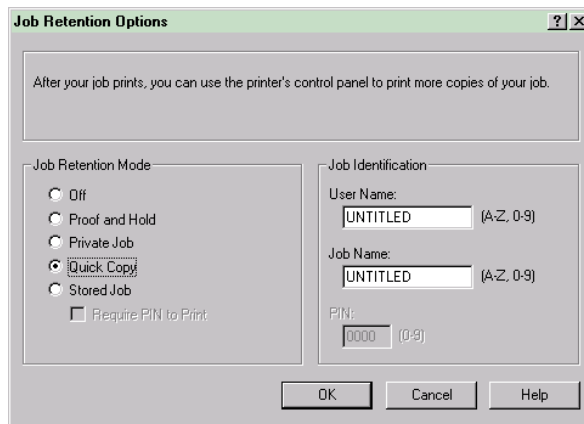 Job Retention Options
After your job prints, you can use the printer's control panel to print more copies of your job.
Job Retention Mode
Off
Proof and Hold
Private Job
Quick Copy
Stored Job
Require PIN to Print
Job Identification
User Name:
UNTITLED (A-Z, 0-9)
Job Name:
UNTITLED (A-Z, 0-9)
PIN:
0000 (0-9)
OK Cancel Help